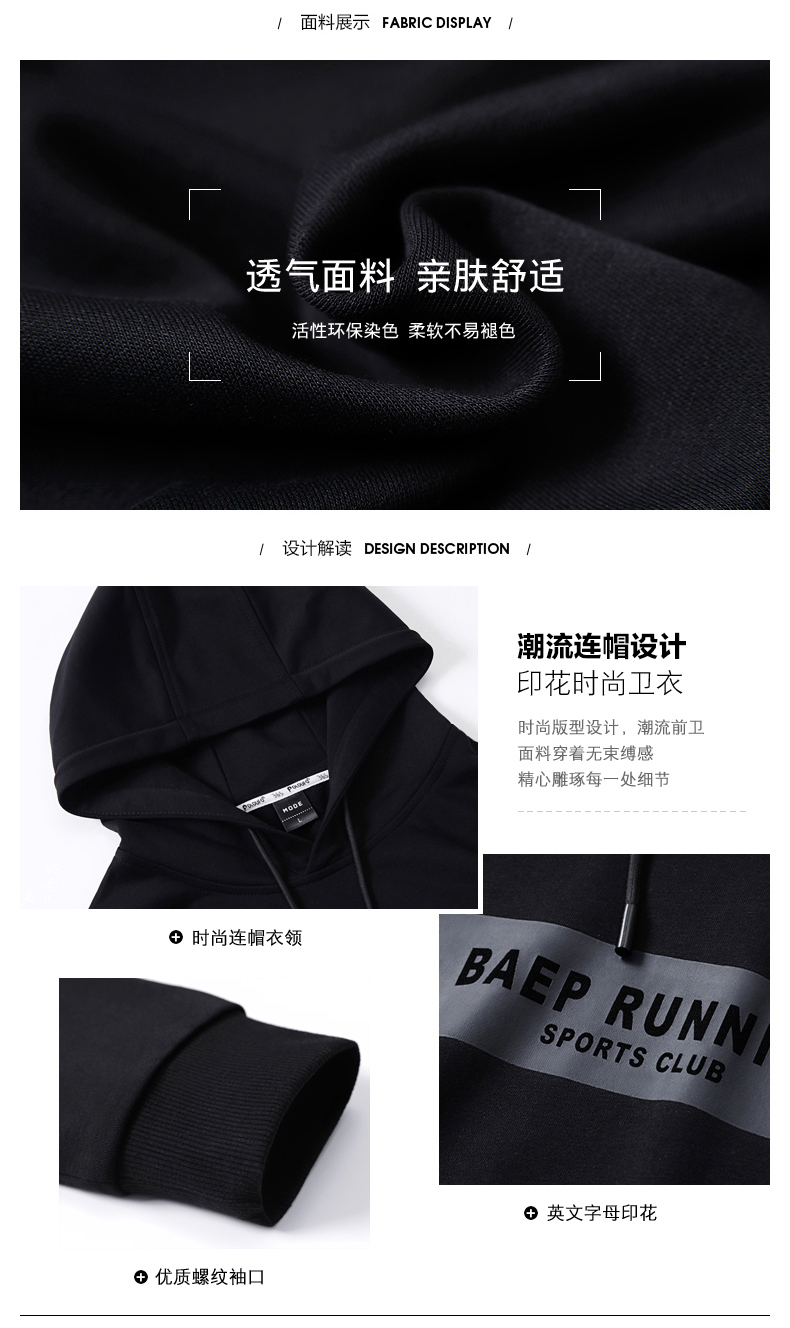 / 面料展示 FABRIC DISPLAY /
透气面料 亲肤舒适
活性环保染色 柔软不易褪色
/ 设计解读 DESIGN DESCRIPTION /
潮流连帽设计
印花时尚卫衣
时尚版型设计，潮流前卫
面料穿着无束缚感
精心雕琢每一处细节
MODE
L
时尚连帽衣领
BAEP RUNNI
SPORTS CLUB
英文字母印花
优质螺纹袖口